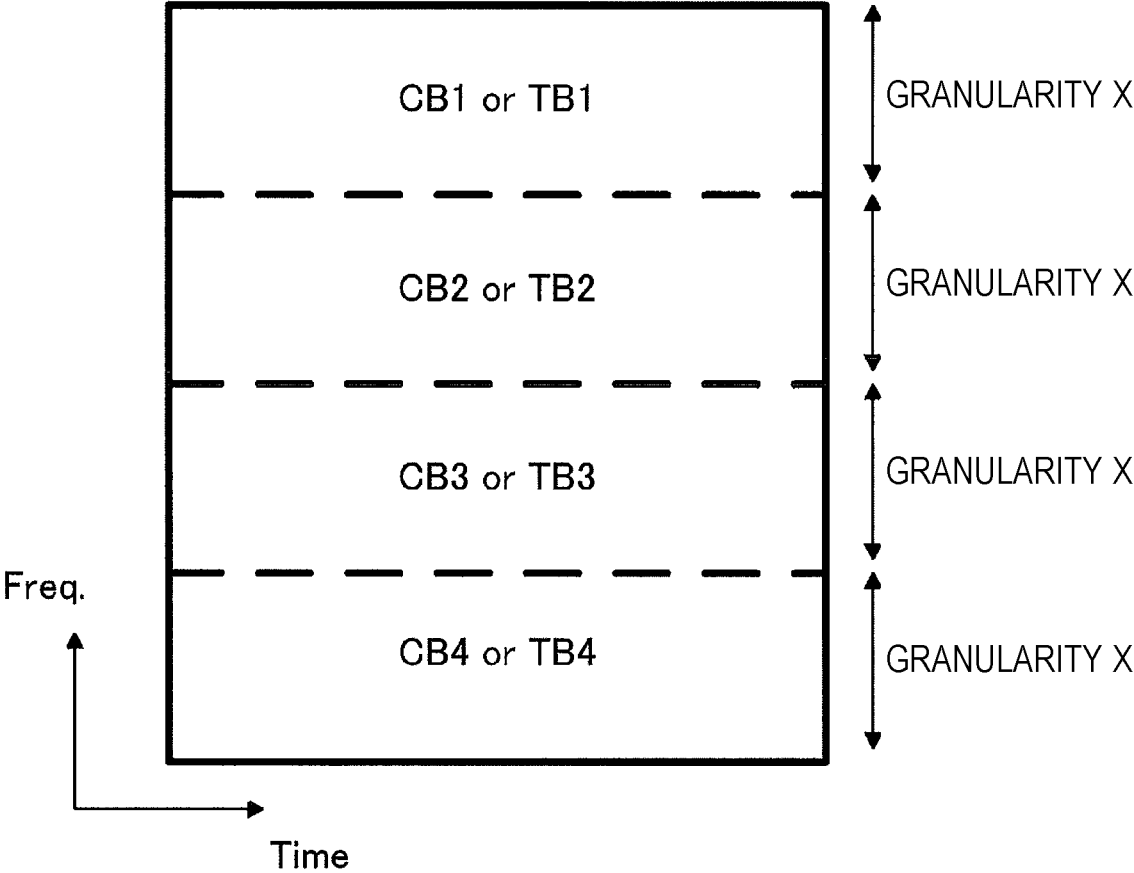 CB1 or TB1
GRANULARITY X
CB2 or TB2
GRANULARITY X
CB3 or TB3
GRANULARITY X
Freq.
CB4 or TB4
GRANULARITY X
Time